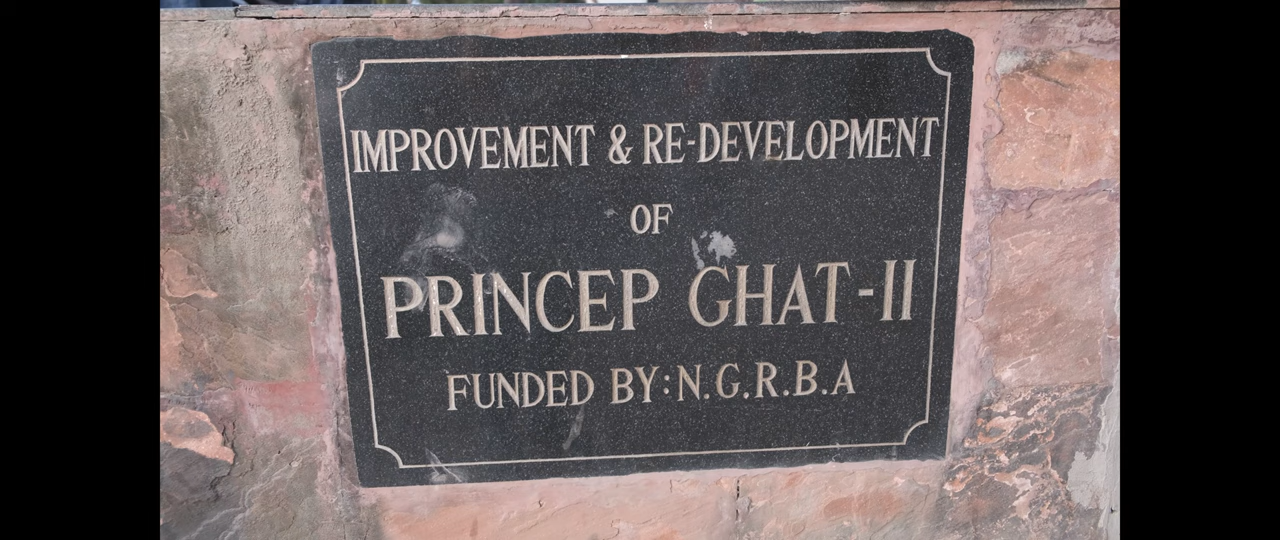 IMPROVEMENT & RE-DEVELOPMENT
OF
PRINCEP GHAT-II
FUNDED BY: N.G.R.B.A